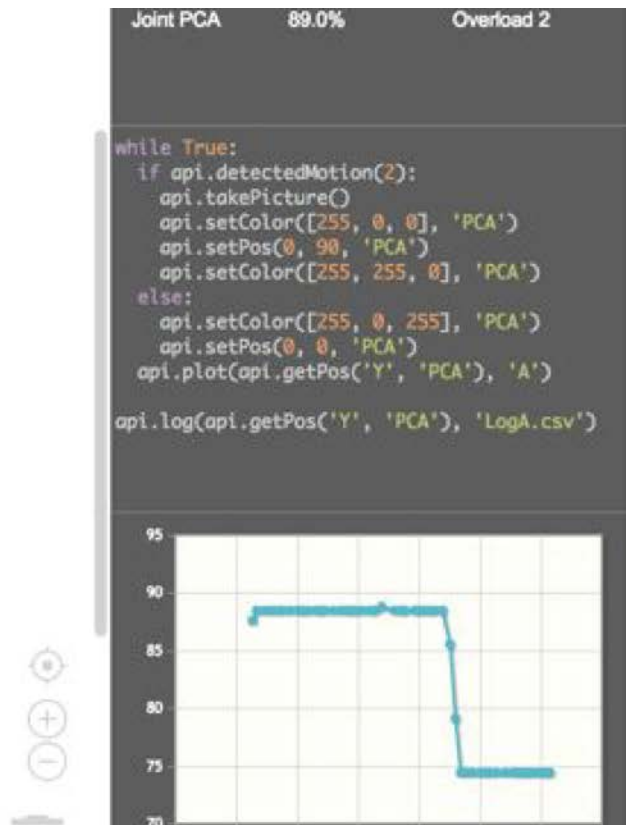 Joint PCA 89.0% Overload 2
while True:
  if api.detectedMotion(2):
    api.takePicture()
    api.setColor([255, 0, 0], 'PCA')
    api.setPos(0, 90, 'PCA')
    api.setColor([255, 255, 0], 'PCA')
  else:
    api.setColor([255, 0, 255], 'PCA')
    api.setPos(0, 0, 'PCA')
  api.plot(api.getPos('Y', 'PCA'), 'A')
api.log(api.getPos('Y', 'PCA'), 'LogA.csv')
95
90
85
80
75
70